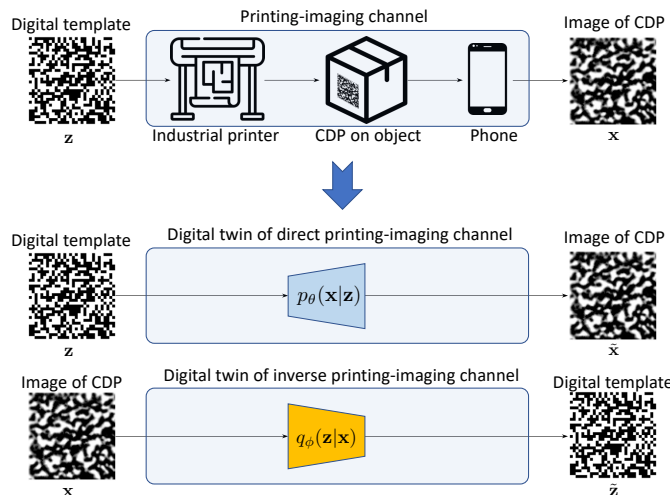 Digital template
Printing-imaging channel
Image of CDP
Industrial printer
CDP on object
Phone
z
x
Digital template
Digital twin of direct printing-imaging channel
Image of CDP
p_θ(x|z)
z
x̃
Image of CDP
Digital twin of inverse printing-imaging channel
Digital template
q_ϕ(z|x)
x
z̃